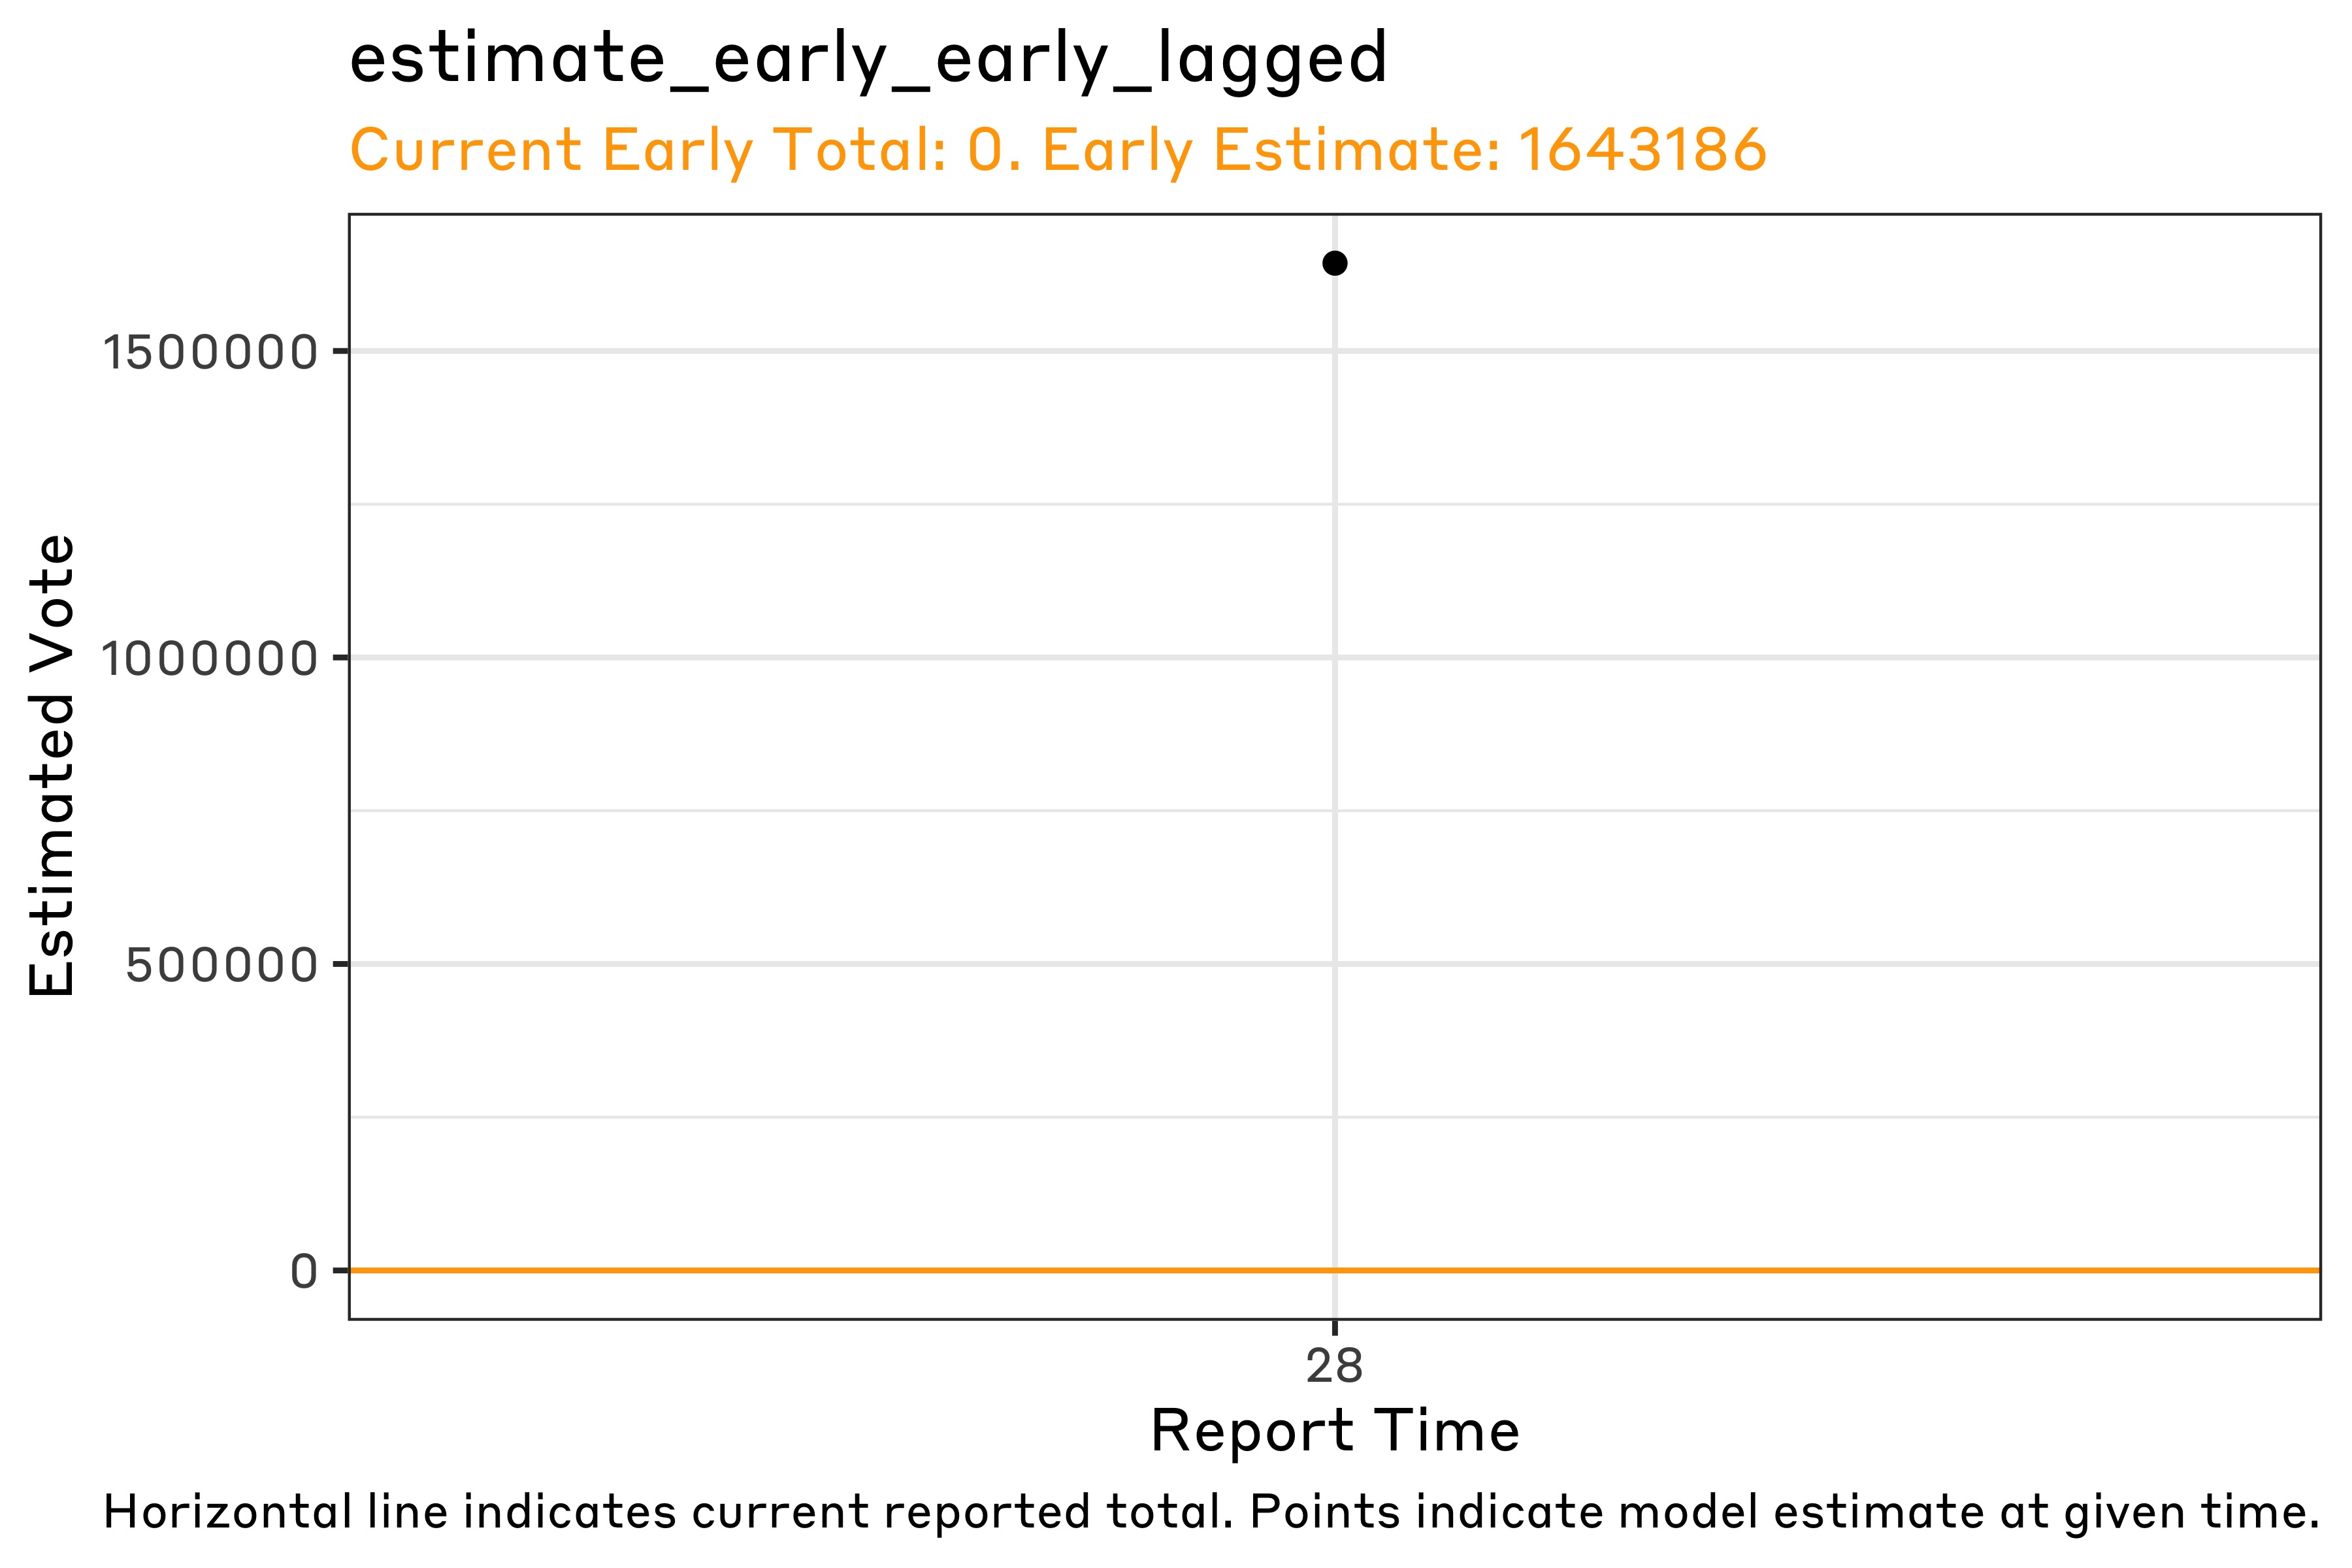 estimate_early_early_lagged
Current Early Total: 0. Early Estimate: 1643186
Estimated Vote
1500000
1000000
500000
0
28
Report Time
Horizontal line indicates current reported total. Points indicate model estimate at given time.